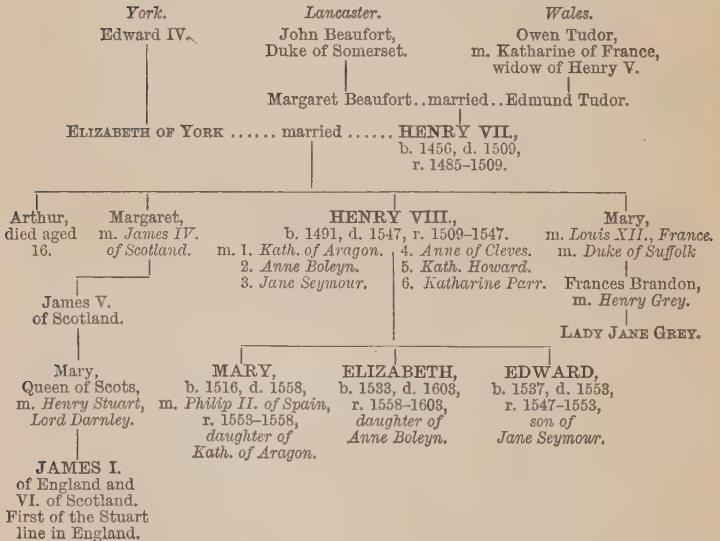 York. Lancaster. Wales.
Edward IV. John Beaufort, Owen Tudor,
Duke of Somerset. m. Katharine of France,
widow of Henry V.
Margaret Beaufort..married..Edmund Tudor.
ELIZABETH OF YORK ...... married ...... HENRY VII.,
b. 1456, d. 1509,
r. 1485-1509.
Arthur,
died aged
16.
Margaret,
m. James IV.
of Scotland.
HENRY VIII.,
b. 1491, d. 1547, r. 1509-1547.
m. 1. Kath. of Aragon. 4. Anne of Cleves.
2. Anne Boleyn. 5. Kath. Howard.
3. Jane Seymour. 6. Katharine Parr.
Mary,
m. Louis XII., France.
m. Duke of Suffolk
Frances Brandon,
m. Henry Grey.
LADY JANE GREY.
James V.
of Scotland.
Mary,
Queen of Scots,
m. Henry Stuart,
Lord Darnley.
MARY,
b. 1516, d. 1558,
m. Philip II. of Spain,
r. 1553-1558,
daughter of
Kath. of Aragon.
ELIZABETH,
b. 1533, d. 1603,
r. 1558-1603,
daughter of
Anne Boleyn.
EDWARD,
b. 1537, d. 1553,
r. 1547-1553,
son of
Jane Seymour.
JAMES I.
of England and
VI. of Scotland.
First of the Stuart
line in England.